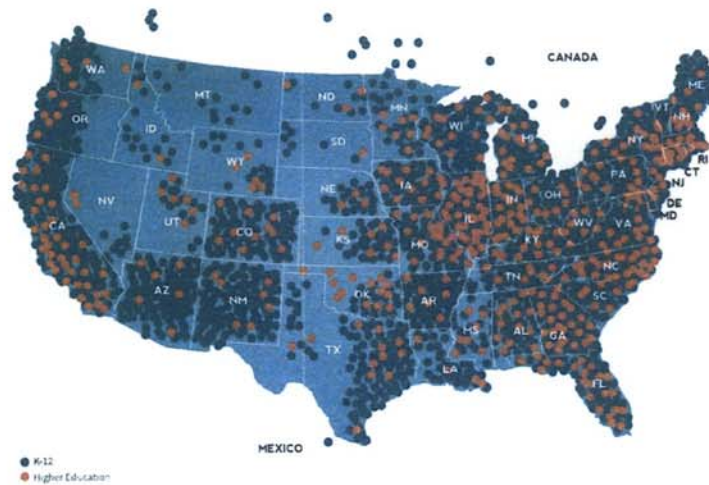 CANADA
WA
MT
ND
MN
ME
VT
NH
OR
ID
WI
MI
NY
SD
WY
RI
CT
NJ
PA
IA
NE
OH
IN
IL
NV
UT
DE
MD
CA
CO
KS
MO
WV
VA
KY
NC
TN
AZ
NM
OK
AR
SC
MS
AL
GA
TX
LA
FL
MEXICO
K-12
Higher Education